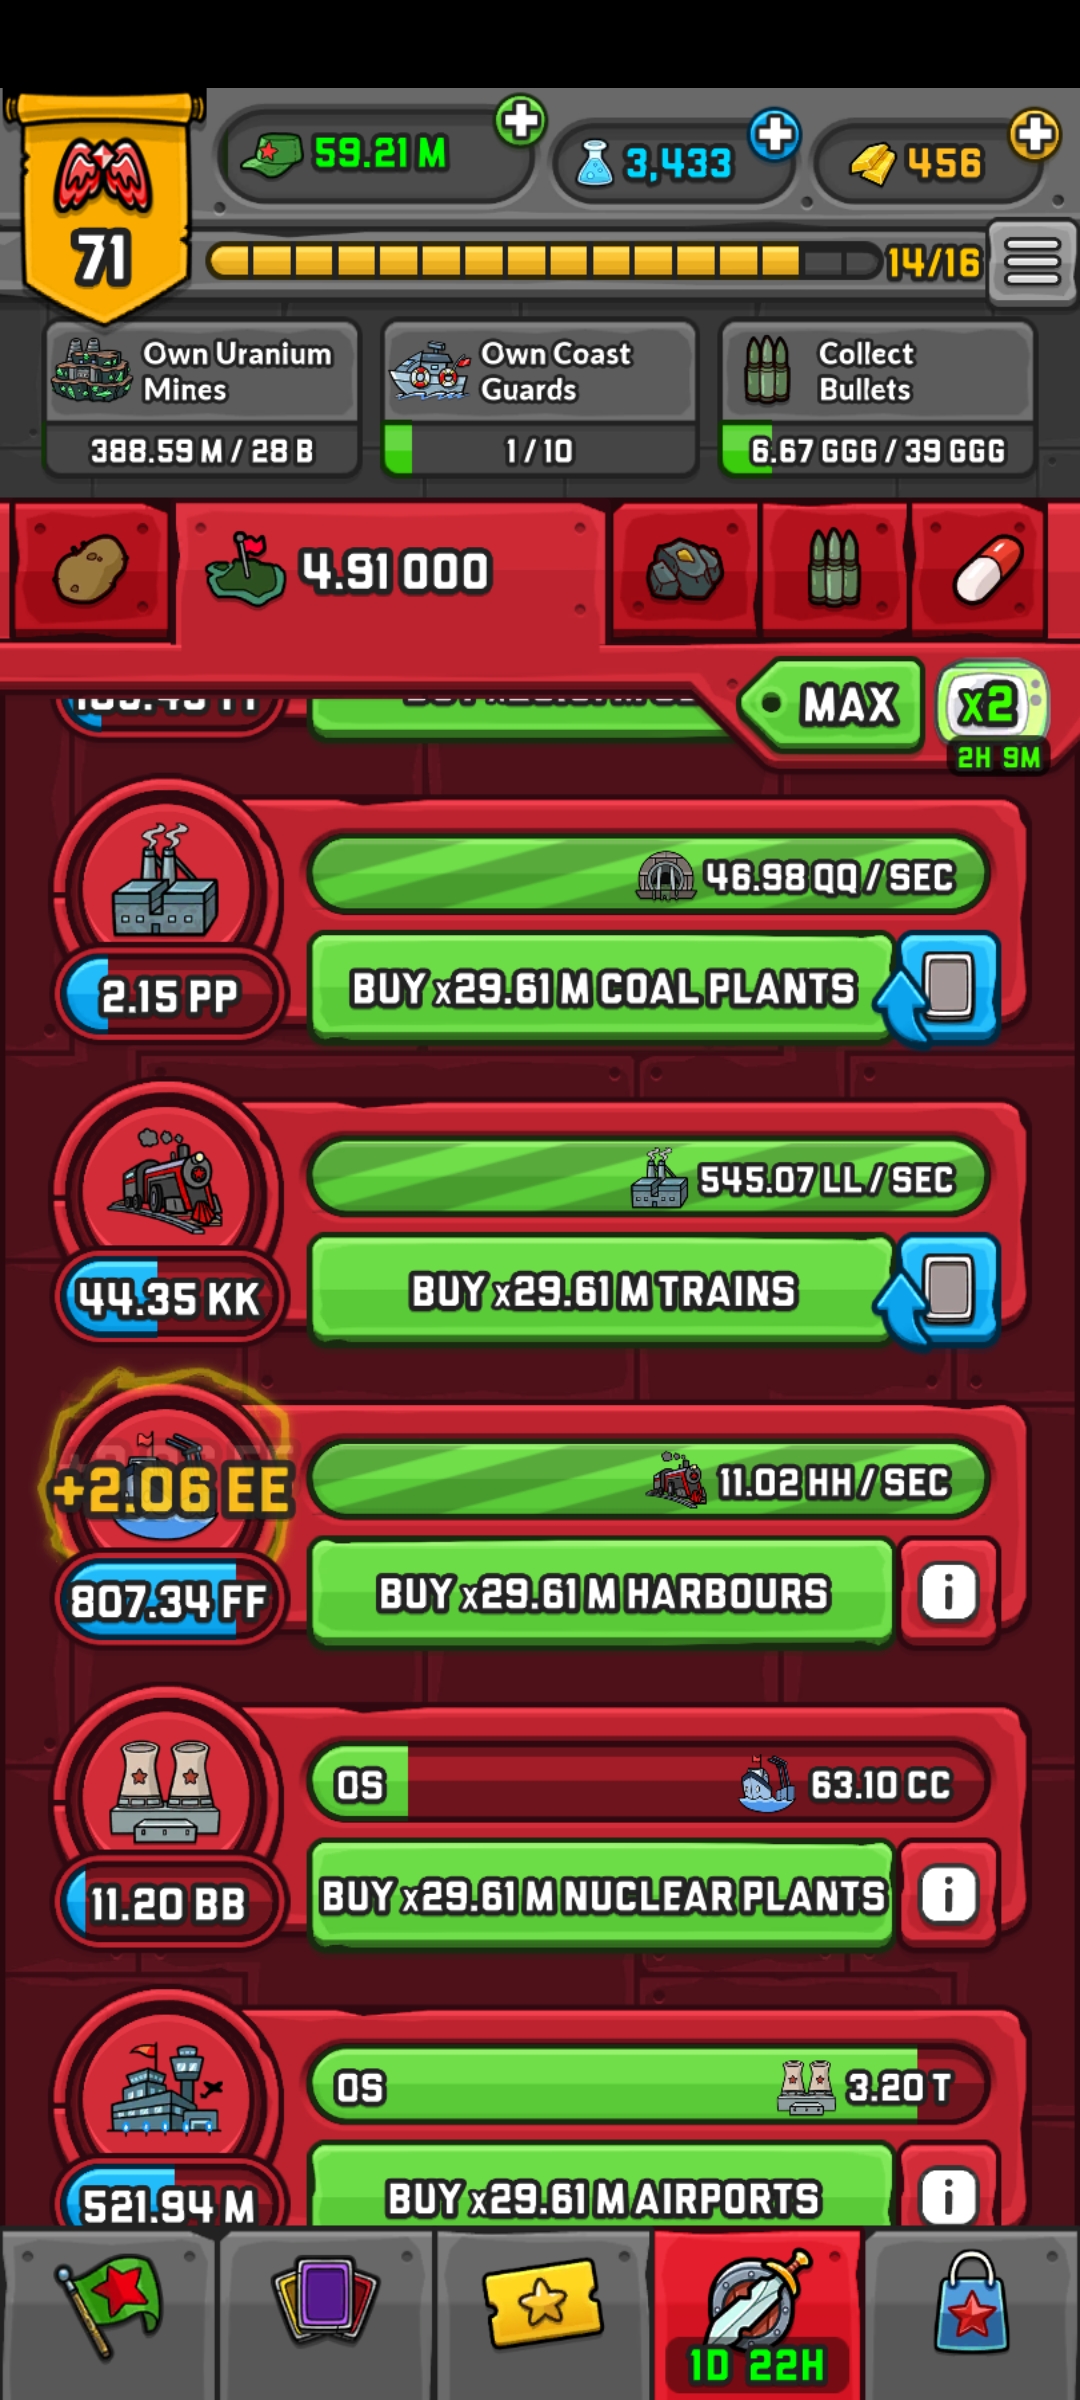 59.21 M
3,433
456
71
14/16
Own Uranium
Mines
388.59 M / 28 B
Own Coast
Guards
1 / 10
Collect
Bullets
6.67 GGG / 39 GGG
4.91 OOO
MAX
x2
2H 9M
46.98 QQ / SEC
2.15 PP
BUY x29.61 M COAL PLANTS
545.07 LL / SEC
44.35 KK
BUY x29.61 M TRAINS
+2.06 EE
11.02 HH / SEC
807.34 FF
BUY x29.61 M HARBOURS
i
0S
63.10 CC
11.20 BB
BUY x29.61 M NUCLEAR PLANTS
i
0S
3.20 T
521.94 M
BUY x29.61 M AIRPORTS
i
1D 22H